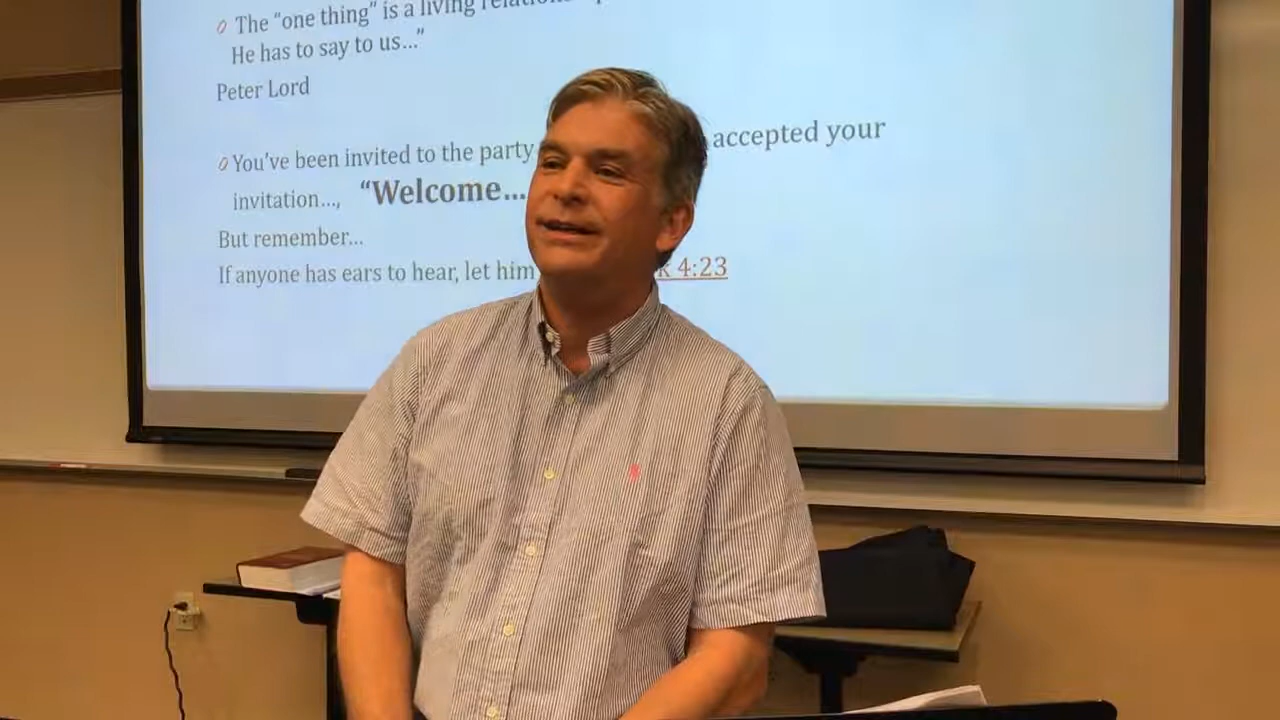 The “one thing” is a living
He has to say to us…”
Peter Lord
You’ve been invited to the party accepted your
invitation…, “Welcome…
But remember…
If anyone has ears to hear, let him 4:23